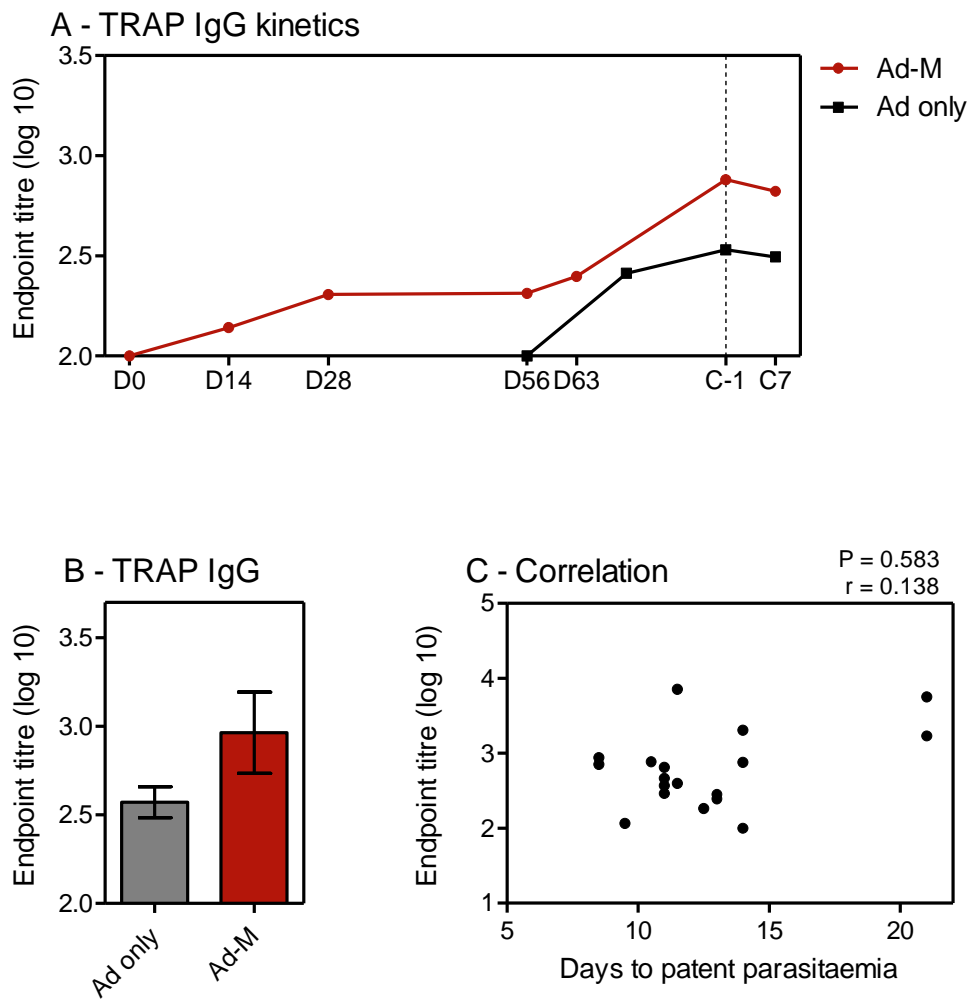 A - TRAP IgG kinetics
Endpoint titre (log 10)
3.5
3.0
2.5
2.0
D0 D14 D28 D56 D63 C-1 C7
Ad-M
Ad only
B - TRAP IgG
Endpoint titre (log 10)
3.5
3.0
2.5
2.0
Ad only Ad-M
C - Correlation
P = 0.583
r = 0.138
Endpoint titre (log 10)
5
4
3
2
1
5 10 15 20
Days to patent parasitaemia